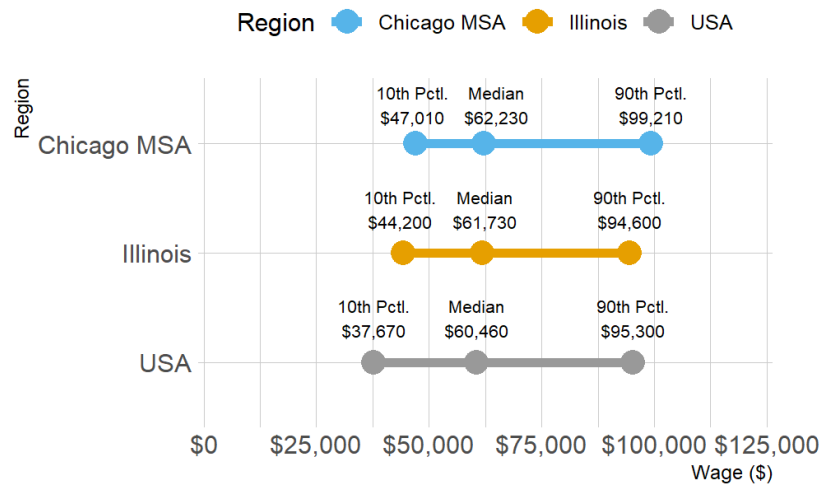 Region Chicago MSA Illinois USA
Region
10th Pctl. Median 90th Pctl.
$47,010 $62,230 $99,210
Chicago MSA
10th Pctl. Median 90th Pctl.
$44,200 $61,730 $94,600
Illinois
10th Pctl. Median 90th Pctl.
$37,670 $60,460 $95,300
USA
$0 $25,000 $50,000 $75,000 $100,000 $125,000
Wage ($)